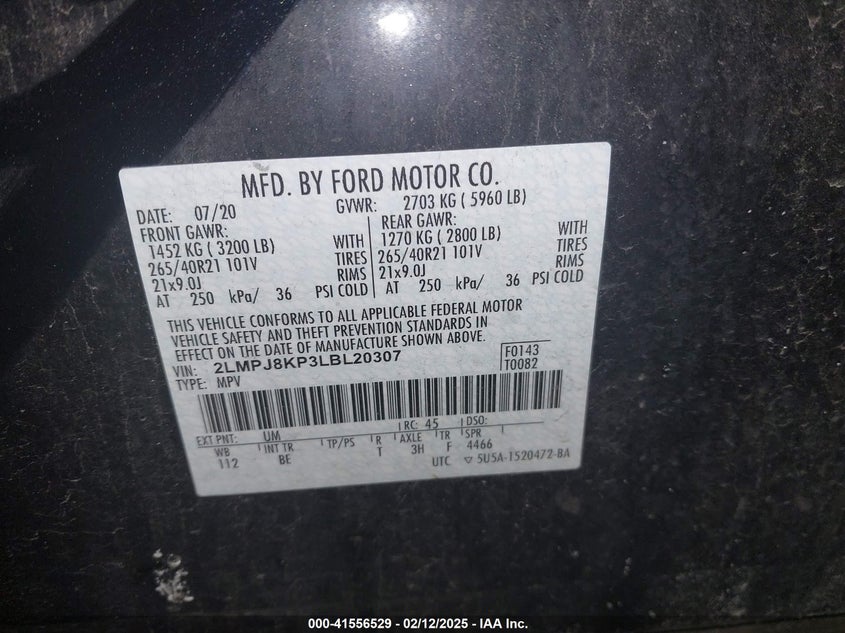 MFD. BY FORD MOTOR CO.
DATE: 07/20 GVWR: 2703 KG ( 5960 LB)
FRONT GAWR: REAR GAWR:
1452 KG ( 3200 LB) WITH 1270 KG ( 2800 LB) WITH
265/40R21 101V TIRES 265/40R21 101V TIRES
21x9.0J RIMS 21x9.0J RIMS
AT 250 kPa/ 36 PSI COLD AT 250 kPa/ 36 PSI COLD
THIS VEHICLE CONFORMS TO ALL APPLICABLE FEDERAL MOTOR
VEHICLE SAFETY AND THEFT PREVENTION STANDARDS IN
EFFECT ON THE DATE OF MANUFACTURE SHOWN ABOVE.
VIN: 2LMPJ8KP3LBL20307 F0143
TYPE: MPV T0082
EXT PNT: UM RC: 45 DSO:
WB INT TR TP/PS R AXLE TR SPR
112 BE T 3H F 4466
UTC ▽ 5U5A-1520472-BA
000-41556529 — 02/12/2025 — IAA Inc.